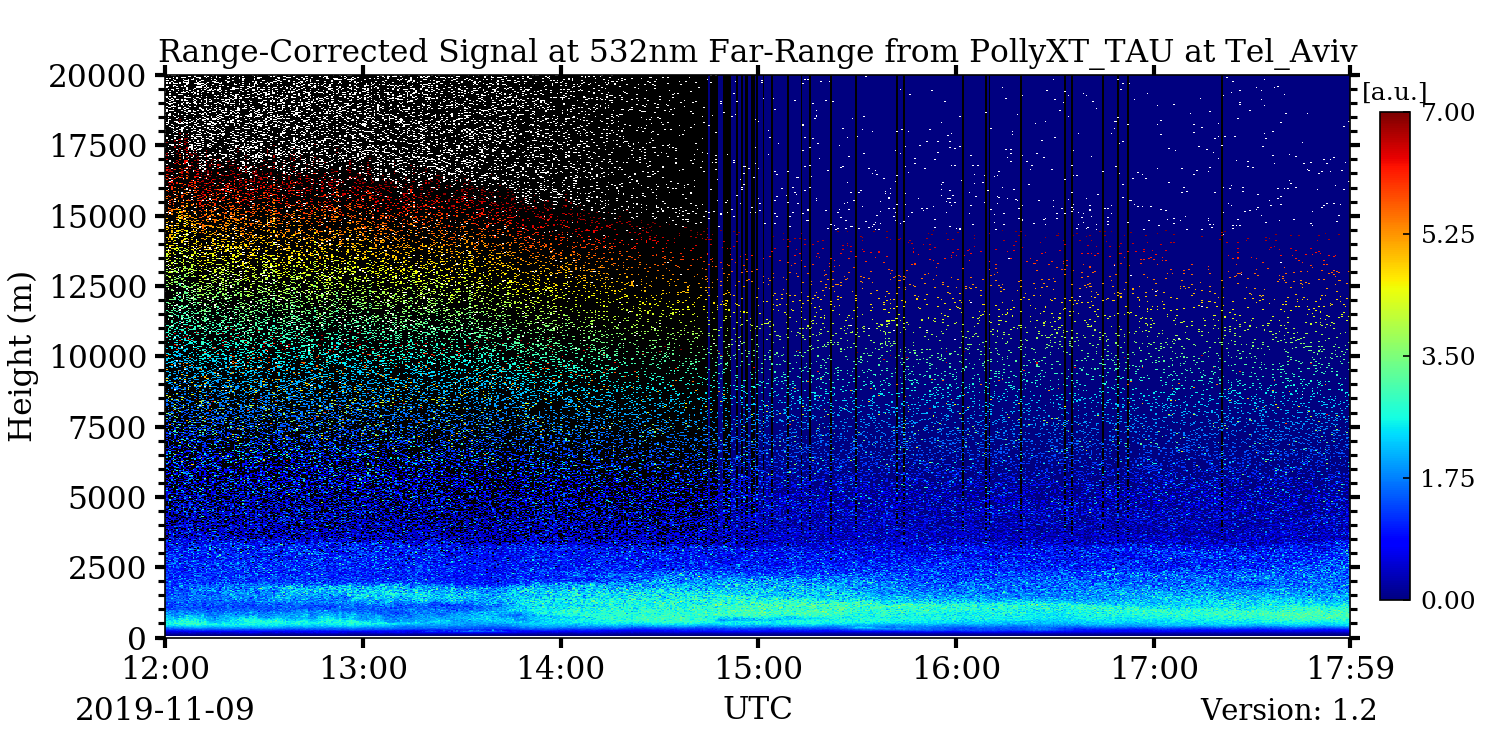 Range-Corrected Signal at 532nm Far-Range from PollyXT_TAU at Tel_Aviv
[a.u.]
20000
17500
15000
12500
10000
7500
5000
2500
0
Height (m)
7.00
5.25
3.50
1.75
0.00
12:00 13:00 14:00 15:00 16:00 17:00 17:59
2019-11-09 UTC Version: 1.2